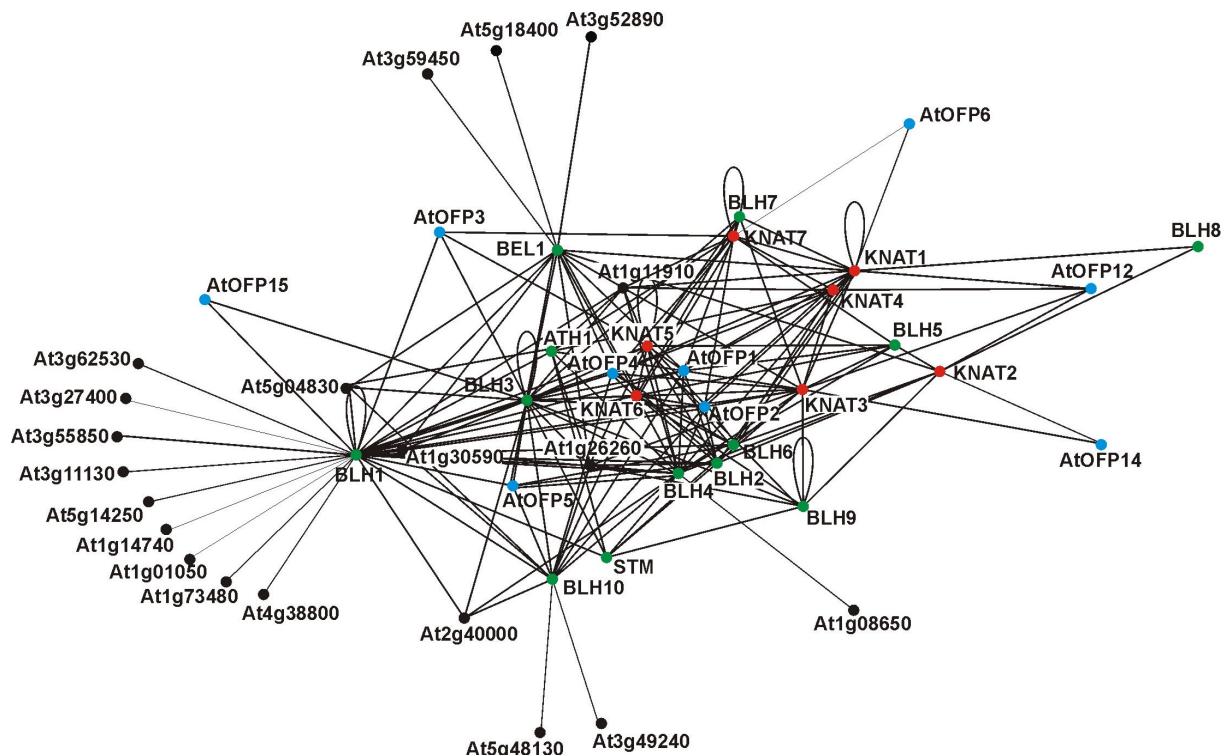 At3g52890
At5g18400
At3g59450
AtOFP6
BLH7
AtOFP3
KNAT7
BLH8
BEL1
KNAT1
At1g11910
AtOFP12
AtOFP15
KNAT4
KNAT5
BLH5
ATH1
AtOFP1
At3g62530
AtOFP4
KNAT2
At5g04830
BLH3
At3g27400
KNAT6
KNAT3
AtOFP2
At3g55850
At1g26260
BLH6
At1g30590
AtOFP14
BLH1
At3g11130
BLH2
BLH4
AtOFP5
At5g14250
BLH9
At1g14740
STM
At1g01050
BLH10
At1g73480
At4g38800
At1g08650
At2g40000
At5g48130
At3g49240